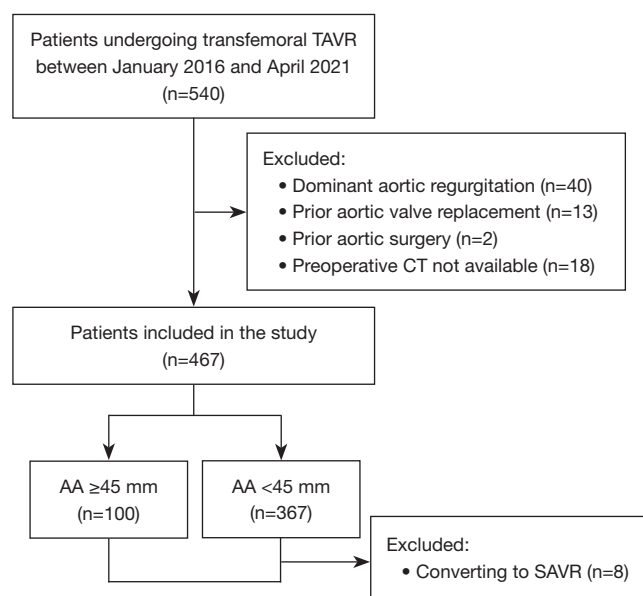 Patients undergoing transfemoral TAVR
between January 2016 and April 2021
(n=540)
Excluded:
• Dominant aortic regurgitation (n=40)
• Prior aortic valve replacement (n=13)
• Prior aortic surgery (n=2)
• Preoperative CT not available (n=18)
Patients included in the study
(n=467)
AA ≥45 mm
(n=100)
AA <45 mm
(n=367)
Excluded:
• Converting to SAVR (n=8)